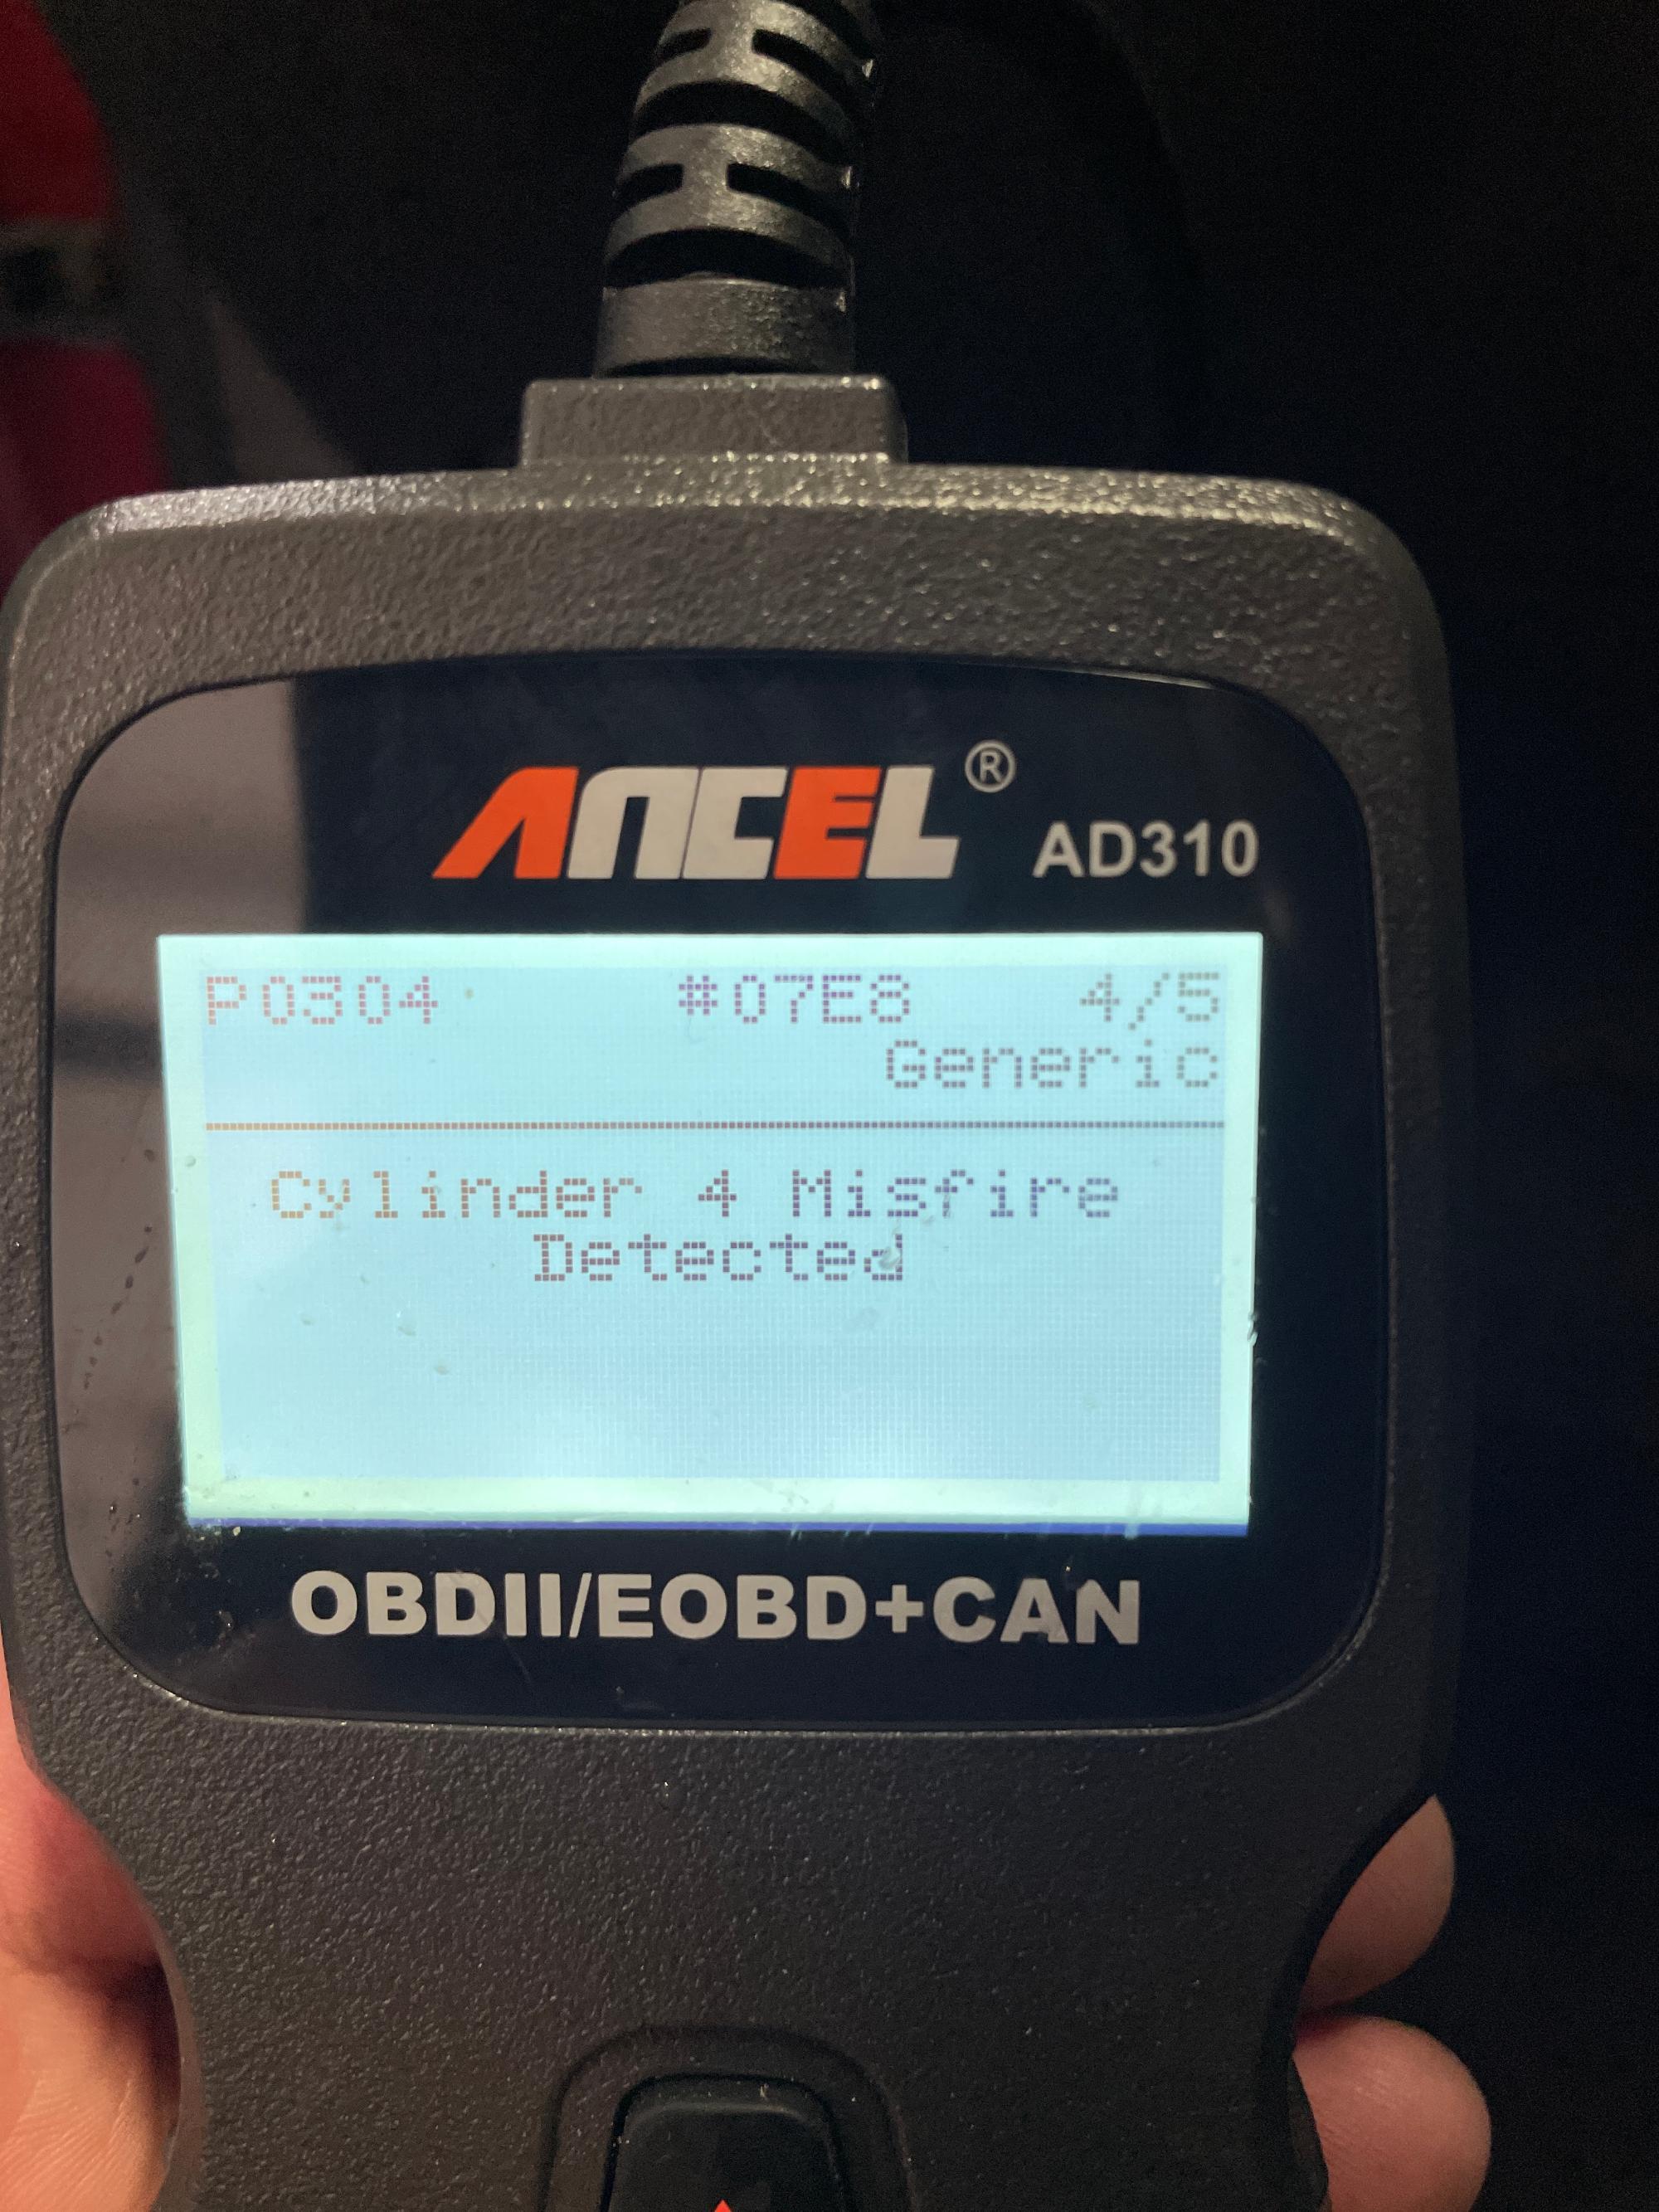 ANCEL® AD310
P0304 #07E8 4/5
Generic
Cylinder 4 Misfire
Detected
OBDII/EOBD+CAN